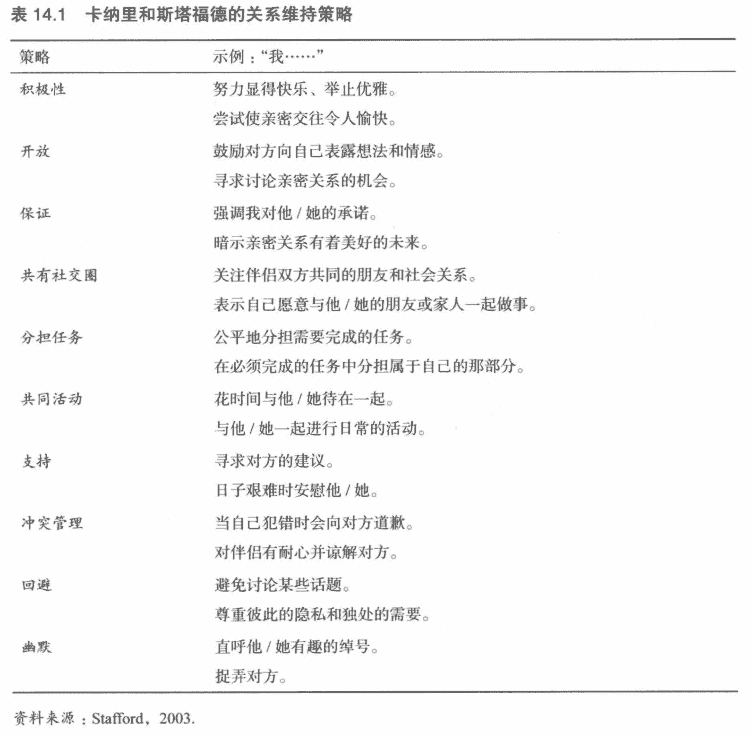 表 14.1 卡纳里和斯塔福德的关系维持策略
策略 示例：“我……”
积极性 努力显得快乐、举止优雅。
尝试使亲密交往令人愉快。
开放 鼓励对方向自己表露想法和情感。
寻求讨论亲密关系的机会。
保证 强调我对他 / 她的承诺。
暗示亲密关系有着美好的未来。
共有社交圈 关注伴侣双方共同的朋友和社会关系。
表示自己愿意与他 / 她的朋友或家人一起做事。
分担任务 公平地分担需要完成的任务。
在必须完成的任务中分担属于自己的那部分。
共同活动 花时间与他 / 她待在一起。
与他 / 她一起进行日常的活动。
支持 寻求对方的建议。
日子艰难时安慰他 / 她。
冲突管理 当自己犯错时会向对方道歉。
对伴侣有耐心并谅解对方。
回避 避免讨论某些话题。
尊重彼此的隐私和独处的需要。
幽默 直呼他 / 她有趣的绰号。
捉弄对方。
资料来源：Stafford，2003.